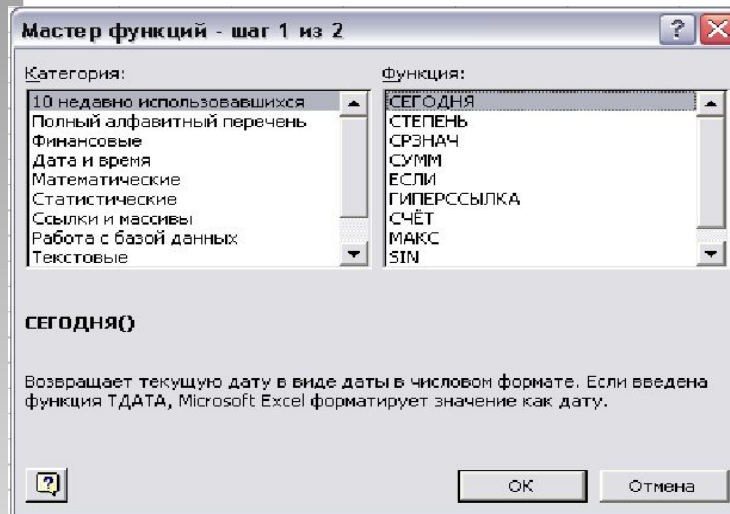 Мастер функций - шаг 1 из 2
Категория:
Функция:
10 недавно использовавшихся
Полный алфавитный перечень
Финансовые
Дата и время
Математические
Статистические
Ссылки и массивы
Работа с базой данных
Текстовые
СЕГОДНЯ
СТЕПЕНЬ
СРЗНАЧ
СУММ
ЕСЛИ
ГИПЕРССЫЛКА
СЧЁТ
МАКС
SIN
СЕГОДНЯ()
Возвращает текущую дату в виде даты в числовом формате. Если введена
функция ТДАТА, Microsoft Excel форматирует значение как дату.
ОК
Отмена